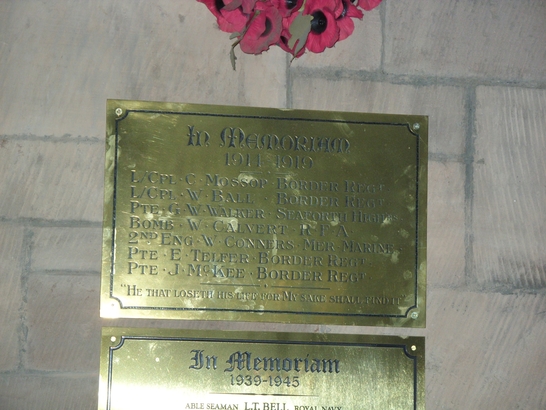 In Memoriam
1914-1919
L/Cpl · C · Mossop Border Regt
L/Cpl · W · Ball · Border Regt
Pte · G · W · Walker · Seaforth Highrs
Bomb · W · Calvert · R · F · A ·
2nd Eng · W · Conners · Mer · Marine ·
Pte · E · Telfer · Border Regt
Pte · J · McKee · Border Regt
"He that loseth his life for My sake shall find it"
In Memoriam
1939-1945
ABLE SEAMAN L.T. BELL ROYAL NAVY